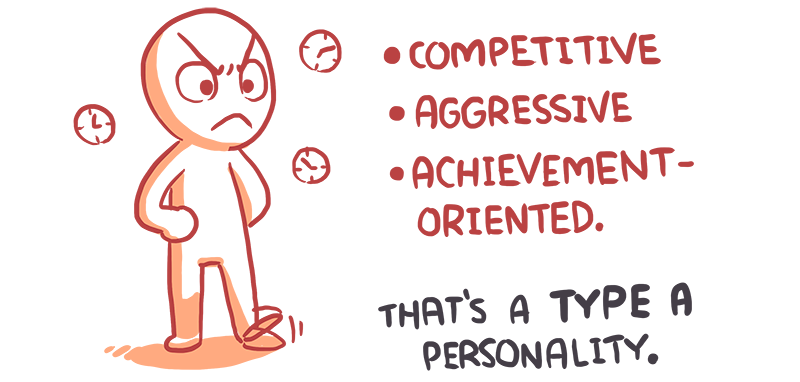 • COMPETITIVE
• AGGRESSIVE
• ACHIEVEMENT-
ORIENTED.
THAT'S A TYPE A
PERSONALITY.